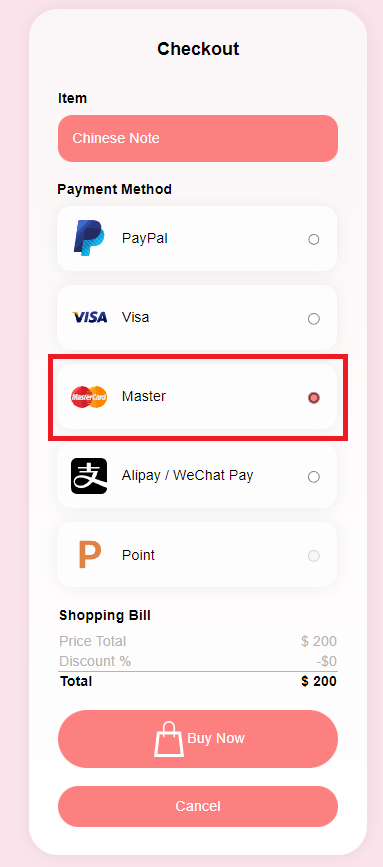 Checkout
Item
Chinese Note
Payment Method
PayPal
VISA Visa
MasterCard Master
支 Alipay / WeChat Pay
P Point
Shopping Bill
Price Total $ 200
Discount % -$0
Total $ 200
Buy Now
Cancel